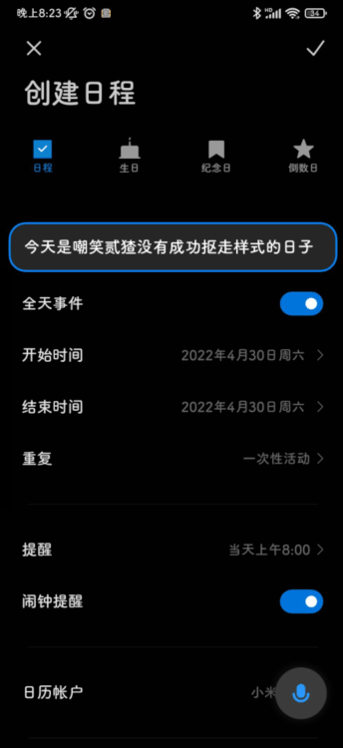 晚上8:23
HD
34
创建日程
日程
生日
纪念日
倒数日
今天是嘲笑贰猹没有成功抠走样式的日子
全天事件
开始时间 2022年4月30日周六
结束时间 2022年4月30日周六
重复 一次性活动
提醒 当天上午8:00
闹钟提醒
日历帐户 小米